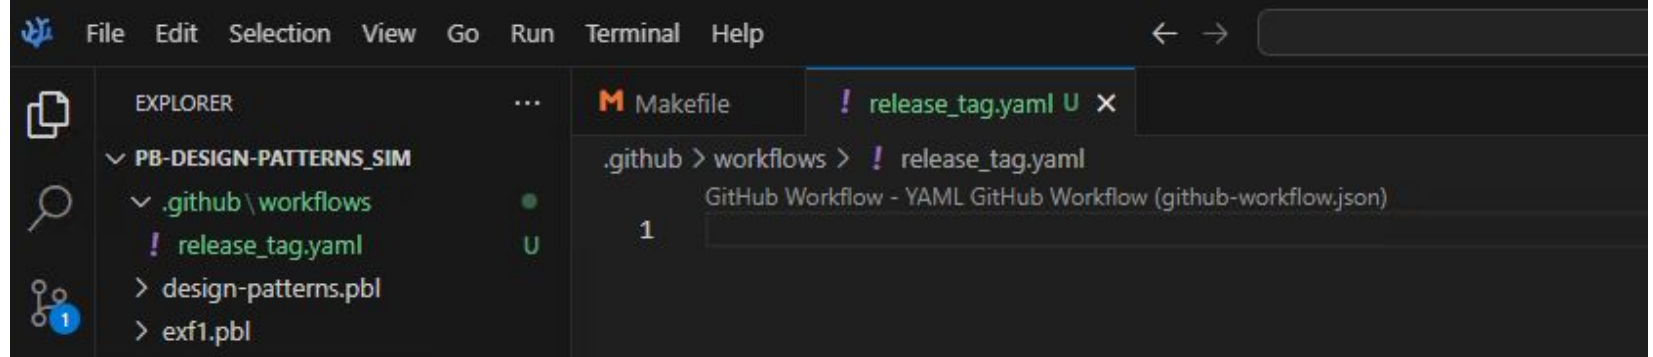 File Edit Selection View Go Run Terminal Help
EXPLORER ...
PB-DESIGN-PATTERNS_SIM
.github\workflows
! release_tag.yaml U
design-patterns.pbl
exf1.pbl
1
M Makefile
! release_tag.yaml U
.github > workflows > ! release_tag.yaml
GitHub Workflow - YAML GitHub Workflow (github-workflow.json)
1